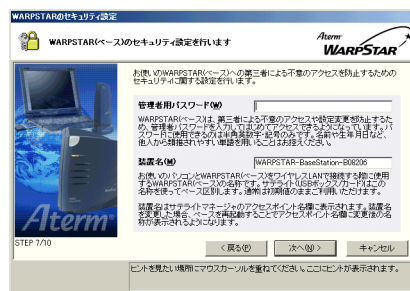 WARPSTARのセキュリティ設定
WARPSTAR(ベース)のセキュリティ設定を行います
Aterm
WARPSTAR
お使いのWARPSTAR(ベース)への第三者による不意のアクセスを防止するための
セキュリティに関する設定を行います。
管理者用パスワード(W)
WARPSTAR(ベース)は、第三者による不意のアクセスや設定変更を防止するた
め、管理者パスワードを入力してはじめてアクセスできるようになっています。パ
スワードに使用できるのは半角英数字・記号のみです。名前や生年月日など、
他人から類推されやすい単語を用いることはお控えください。
装置名(M)
WARPSTAR-BaseStation-B08206
お使いのパソコンとWARPSTAR(ベース)をワイヤレスLANで接続する際に使用
するWARPSTAR(ベース)の名称です。サテライト(USBボックス/カード)はこの
名称を使ってベース区別します。通常は初期値のままご利用いただけます。
装置名はサテライトマネージャのアクセスポイント名欄に表示されます。装置名
を変更した場合、ベースを再起動することでアクセスポイント名欄に変更後の名
称が表示されるようになります。
Aterm
STEP 7/10
< 戻る(P)
次へ(N) >
キャンセル
ヒントを見たい場所にマウスカーソルを重ねてください。ここにヒントが表示されます。